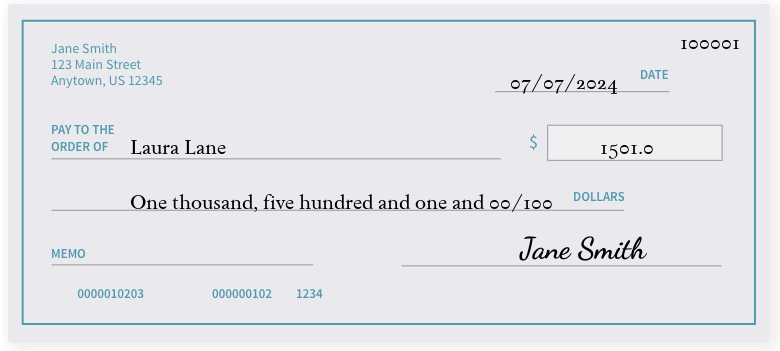 Jane Smith
123 Main Street
Anytown, US 12345
100001
07/07/2024 DATE
PAY TO THE
ORDER OF Laura Lane $ 1501.0
One thousand, five hundred and one and 00/100 DOLLARS
MEMO Jane Smith
0000010203 000000102 1234